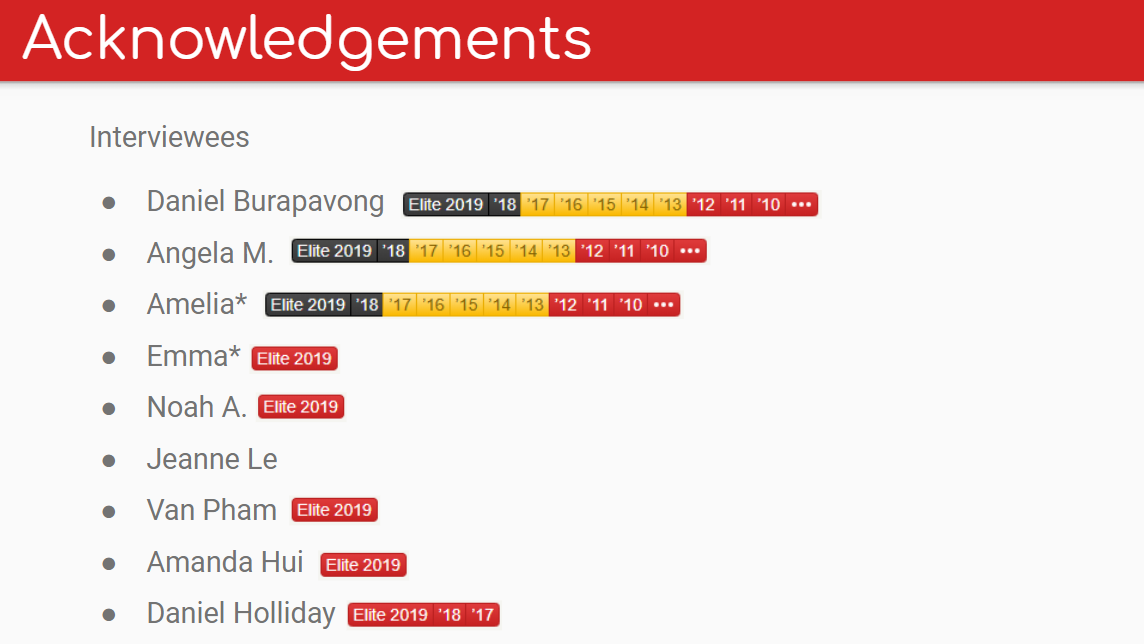 Acknowledgements
Interviewees
● Daniel Burapavong Elite 2019 ’18 ’17 ’16 ’15 ’14 ’13 ’12 ’11 ’10 •••
● Angela M. Elite 2019 ’18 ’17 ’16 ’15 ’14 ’13 ’12 ’11 ’10 •••
● Amelia* Elite 2019 ’18 ’17 ’16 ’15 ’14 ’13 ’12 ’11 ’10 •••
● Emma* Elite 2019
● Noah A. Elite 2019
● Jeanne Le
● Van Pham Elite 2019
● Amanda Hui Elite 2019
● Daniel Holliday Elite 2019 ’18 ’17